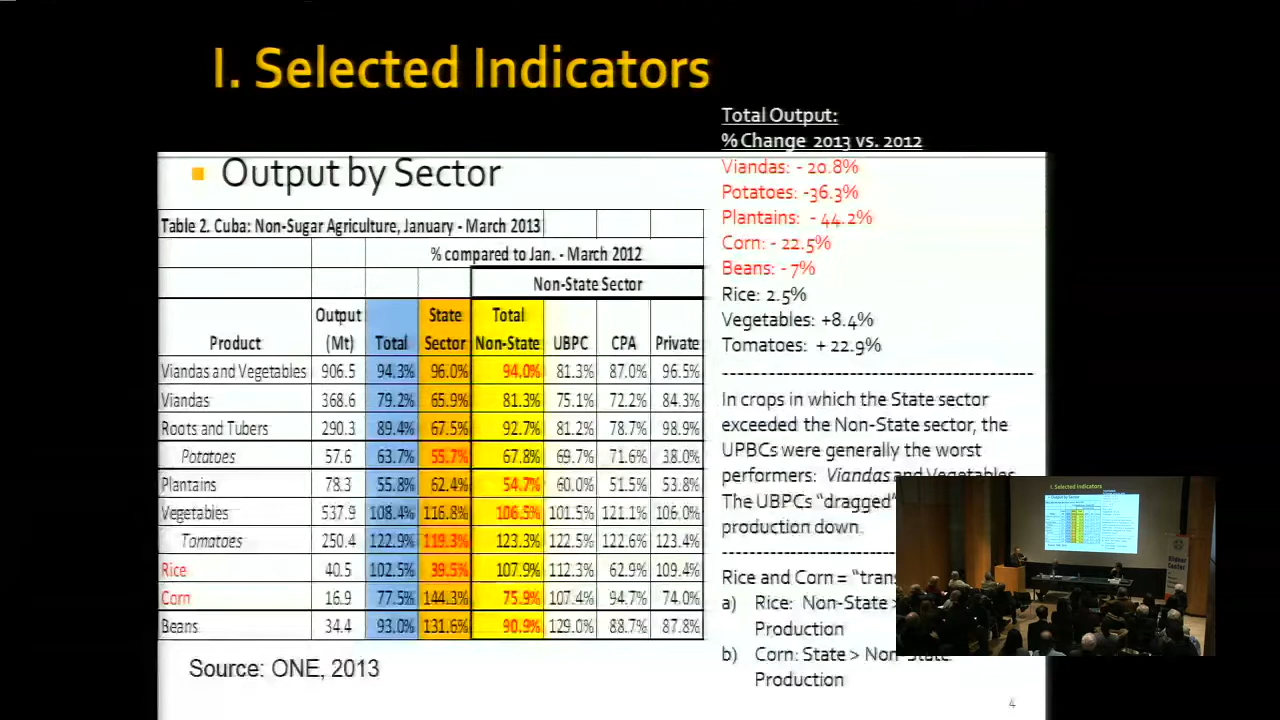 I. Selected Indicators
Output by Sector
Table 2. Cuba: Non-Sugar Agriculture, January - March 2013
% compared to Jan. - March 2012
Non-State Sector
Product Output (Mt) Total State Sector Total Non-State UBPC CPA Private
Viandas and Vegetables 906.5 94.3% 96.0% 94.0% 81.3% 87.0% 96.5%
Viandas 368.6 79.2% 65.9% 81.3% 75.1% 72.2% 84.3%
Roots and Tubers 290.3 89.4% 67.5% 92.7% 81.2% 78.7% 98.9%
Potatoes 57.6 63.7% 55.7% 67.8% 69.7% 71.6% 38.0%
Plantains 78.3 55.8% 62.4% 54.7% 60.0% 51.5% 53.8%
Vegetables 537.9 108.4% 116.8% 106.5% 101.5% 121.1% 106.0%
Tomatoes 250.4 122.9% 119.3% 123.3% 122.5% 122.6% 123.4%
Rice 40.5 102.5% 39.5% 107.9% 112.3% 62.9% 109.4%
Corn 16.9 77.5% 144.3% 75.9% 107.4% 94.7% 74.0%
Beans 34.4 93.0% 131.6% 90.9% 129.0% 88.7% 87.8%
Source: ONE, 2013
Total Output:
% Change 2013 vs. 2012
Viandas: - 20.8%
Potatoes: -36.3%
Plantains: - 44.2%
Corn: - 22.5%
Beans: - 7%
Rice: 2.5%
Vegetables: +8.4%
Tomatoes: + 22.9%
In crops in which the State sector
exceeded the Non-State sector, the
UPBCs were generally the worst
performers: Viandas and Vegetables
The UBPCs "dragged"
production down.
Rice and Corn = "trans
a) Rice: Non-State >
Production
b) Corn: State > Non-State
Production
4
I. Selected Indicators
Output by Sector